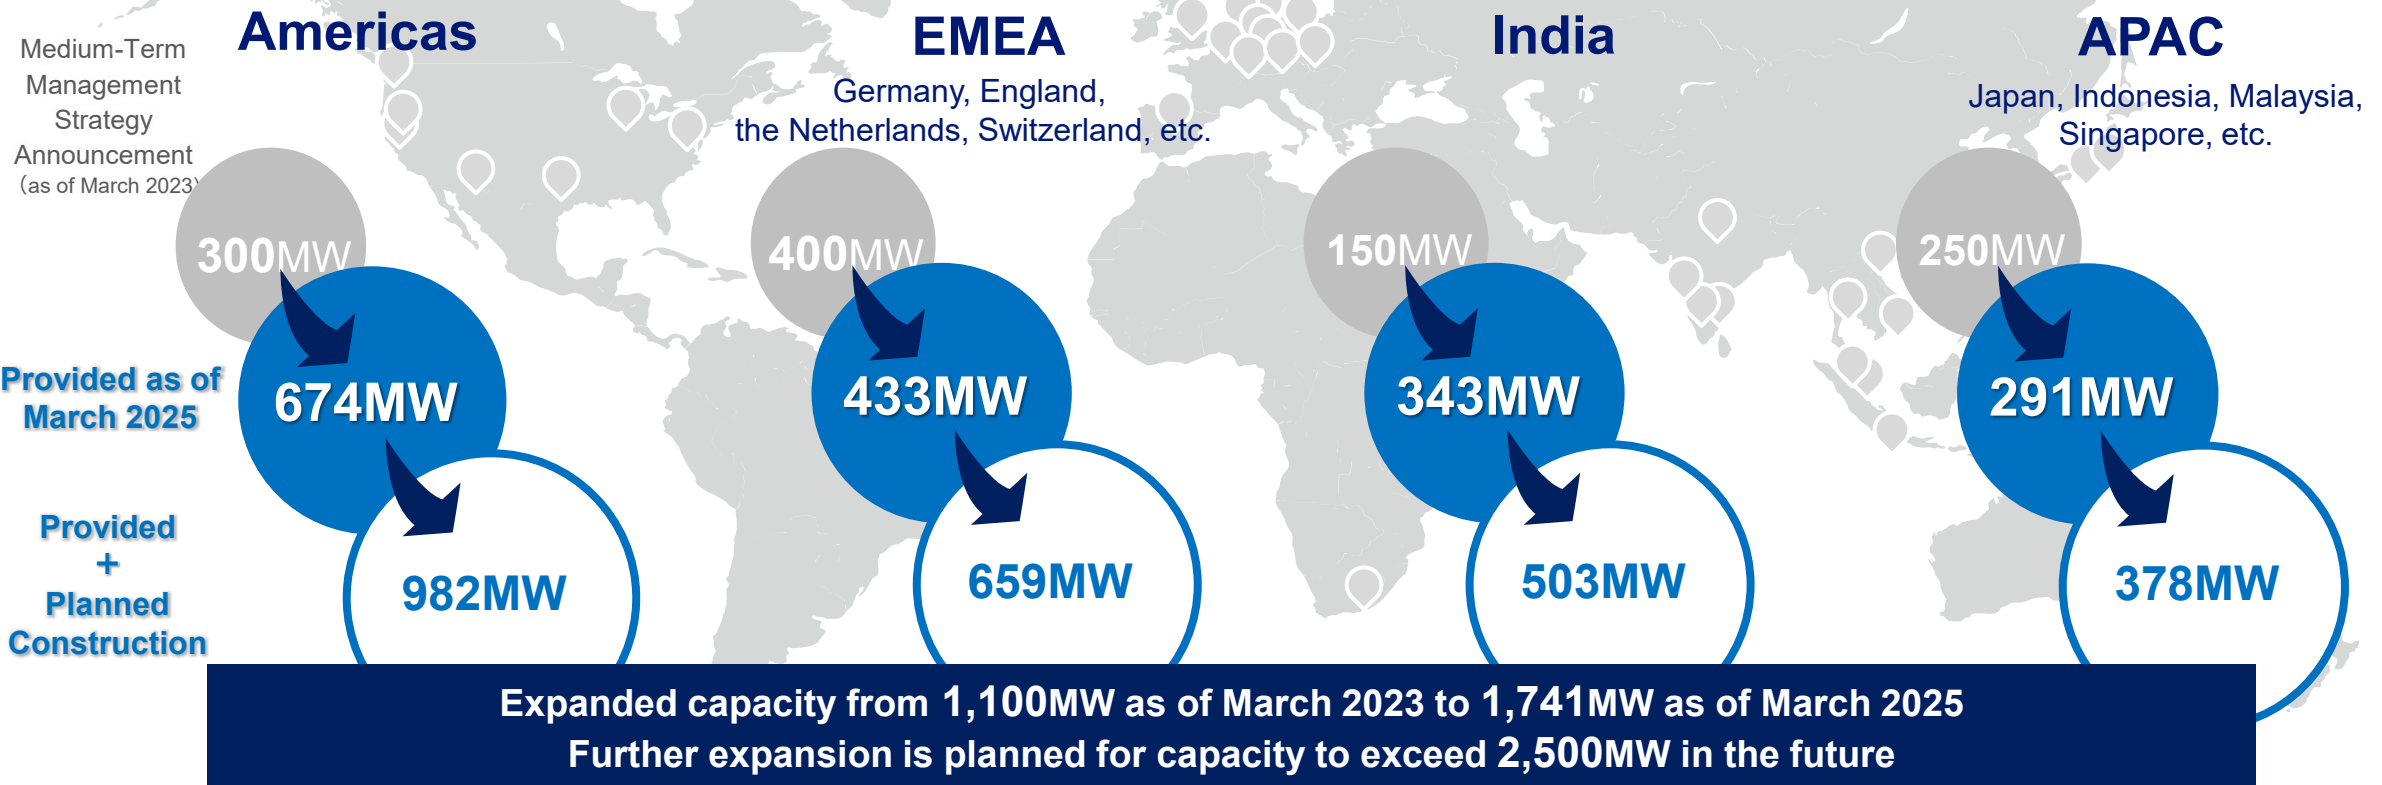 Medium-Term
Management
Strategy
Announcement
（as of March 2023）
Americas
EMEA
Germany, England,
the Netherlands, Switzerland, etc.
India
APAC
Japan, Indonesia, Malaysia,
Singapore, etc.
300MW
400MW
150MW
250MW
Provided as of
March 2025
674MW
433MW
343MW
291MW
Provided
+
Planned
Construction
982MW
659MW
503MW
378MW
Expanded capacity from 1,100MW as of March 2023 to 1,741MW as of March 2025
Further expansion is planned for capacity to exceed 2,500MW in the future